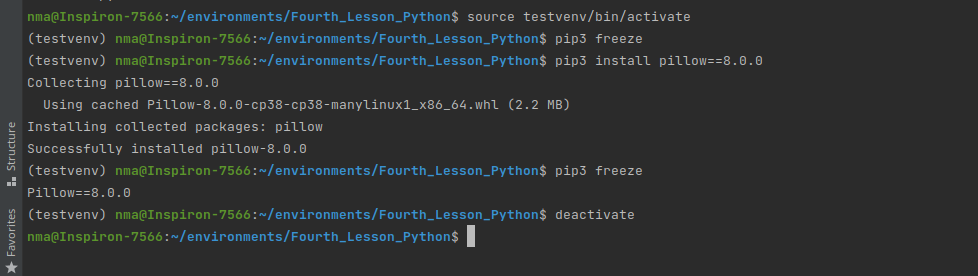 nma@Inspiron-7566:~/environments/Fourth_Lesson_Python$ source testvenv/bin/activate
(testvenv) nma@Inspiron-7566:~/environments/Fourth_Lesson_Python$ pip3 freeze
(testvenv) nma@Inspiron-7566:~/environments/Fourth_Lesson_Python$ pip3 install pillow==8.0.0
Collecting pillow==8.0.0
  Using cached Pillow-8.0.0-cp38-cp38-manylinux1_x86_64.whl (2.2 MB)
Installing collected packages: pillow
Successfully installed pillow-8.0.0
(testvenv) nma@Inspiron-7566:~/environments/Fourth_Lesson_Python$ pip3 freeze
Pillow==8.0.0
(testvenv) nma@Inspiron-7566:~/environments/Fourth_Lesson_Python$ deactivate
nma@Inspiron-7566:~/environments/Fourth_Lesson_Python$
Structure
Favorites